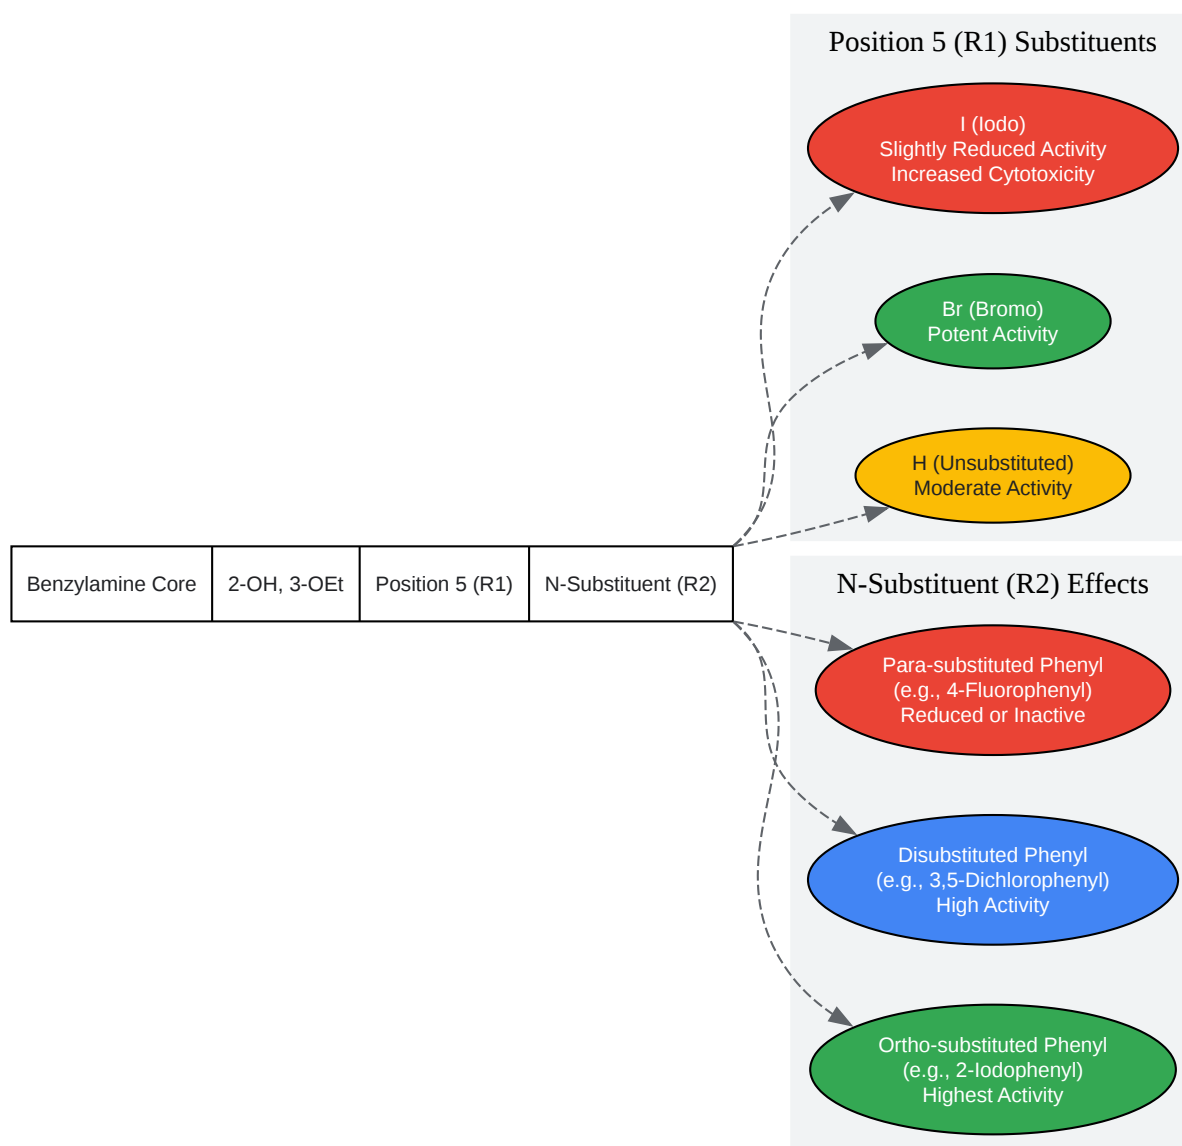 Position 5 (R1) Substituents
I (Iodo)
Slightly Reduced Activity
Increased Cytotoxicity
Br (Bromo)
Potent Activity
H (Unsubstituted)
Moderate Activity
Benzylamine Core
2-OH, 3-OEt
Position 5 (R1)
N-Substituent (R2)
N-Substituent (R2) Effects
Para-substituted Phenyl
(e.g., 4-Fluorophenyl)
Reduced or Inactive
Disubstituted Phenyl
(e.g., 3,5-Dichlorophenyl)
High Activity
Ortho-substituted Phenyl
(e.g., 2-Iodophenyl)
Highest Activity